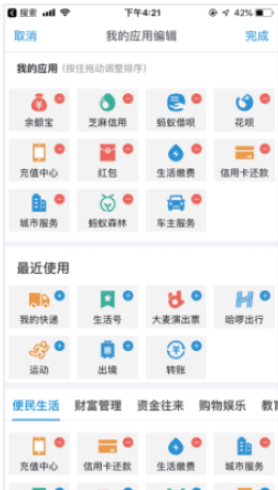 搜索 下午4:21 42%
取消 我的应用编辑 完成
我的应用 (按住拖动调整排序)
余额宝 芝麻信用 蚂蚁借呗 花呗
充值中心 红包 生活缴费 信用卡还款
城市服务 蚂蚁森林 车主服务
最近使用
我的快递 生活号 大麦演出票 哈啰出行
运动 出境 转账
便民生活 财富管理 资金往来 购物娱乐 教育
充值中心 信用卡还款 生活缴费 城市服务